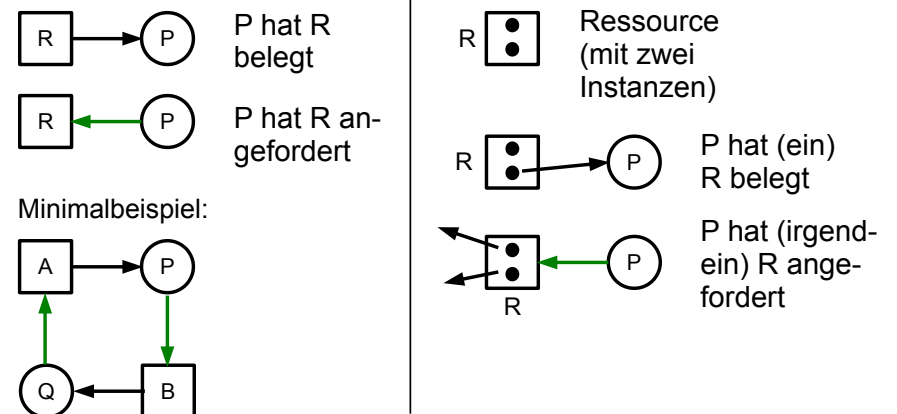 R
P
P hat R
belegt
R
P
P hat R an-
gefordert
Minimalbeispiel:
A
P
Q
B
R
Ressource
(mit zwei
Instanzen)
R
P
P hat (ein)
R belegt
P
R
P hat (irgend-
ein) R ange-
fordert